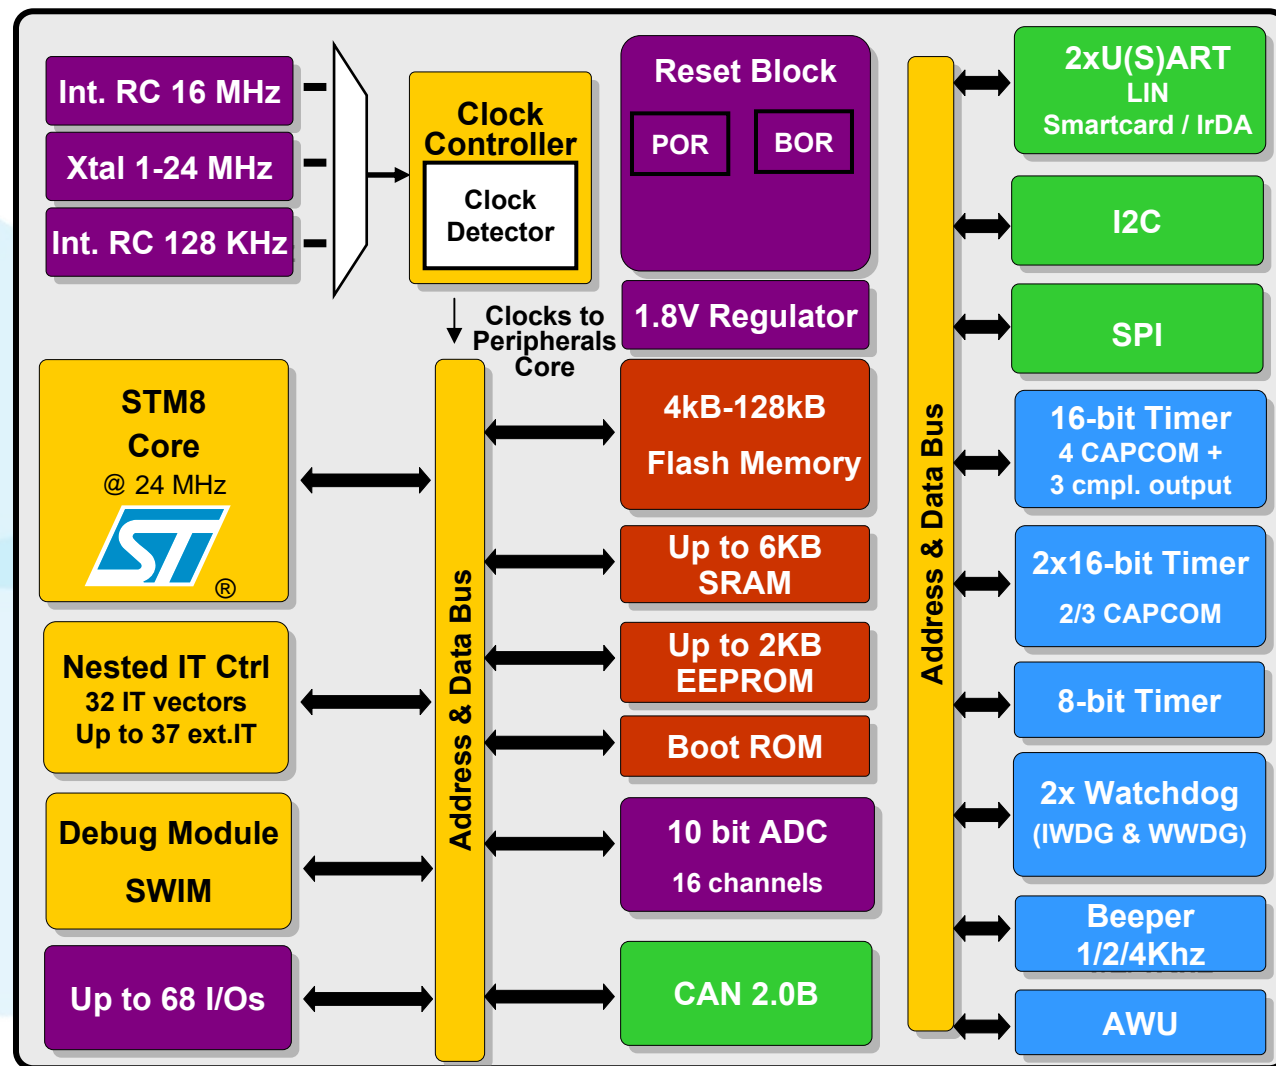 Int. RC 16 MHz
Xtal 1-24 MHz
Int. RC 128 KHz
Clock
Controller
Clock
Detector
Clocks to
Peripherals
Core
Reset Block
POR
BOR
1.8V Regulator
STM8
Core
@ 24 MHz
ST
®
Nested IT Ctrl
32 IT vectors
Up to 37 ext.IT
Debug Module
SWIM
Up to 68 I/Os
Address & Data Bus
4kB-128kB
Flash Memory
Up to 6KB
SRAM
Up to 2KB
EEPROM
Boot ROM
10 bit ADC
16 channels
CAN 2.0B
Address & Data Bus
2xU(S)ART
LIN
Smartcard / IrDA
I2C
SPI
16-bit Timer
4 CAPCOM +
3 cmpl. output
2x16-bit Timer
2/3 CAPCOM
8-bit Timer
2x Watchdog
(IWDG & WWDG)
Beeper
1/2/4Khz
AWU